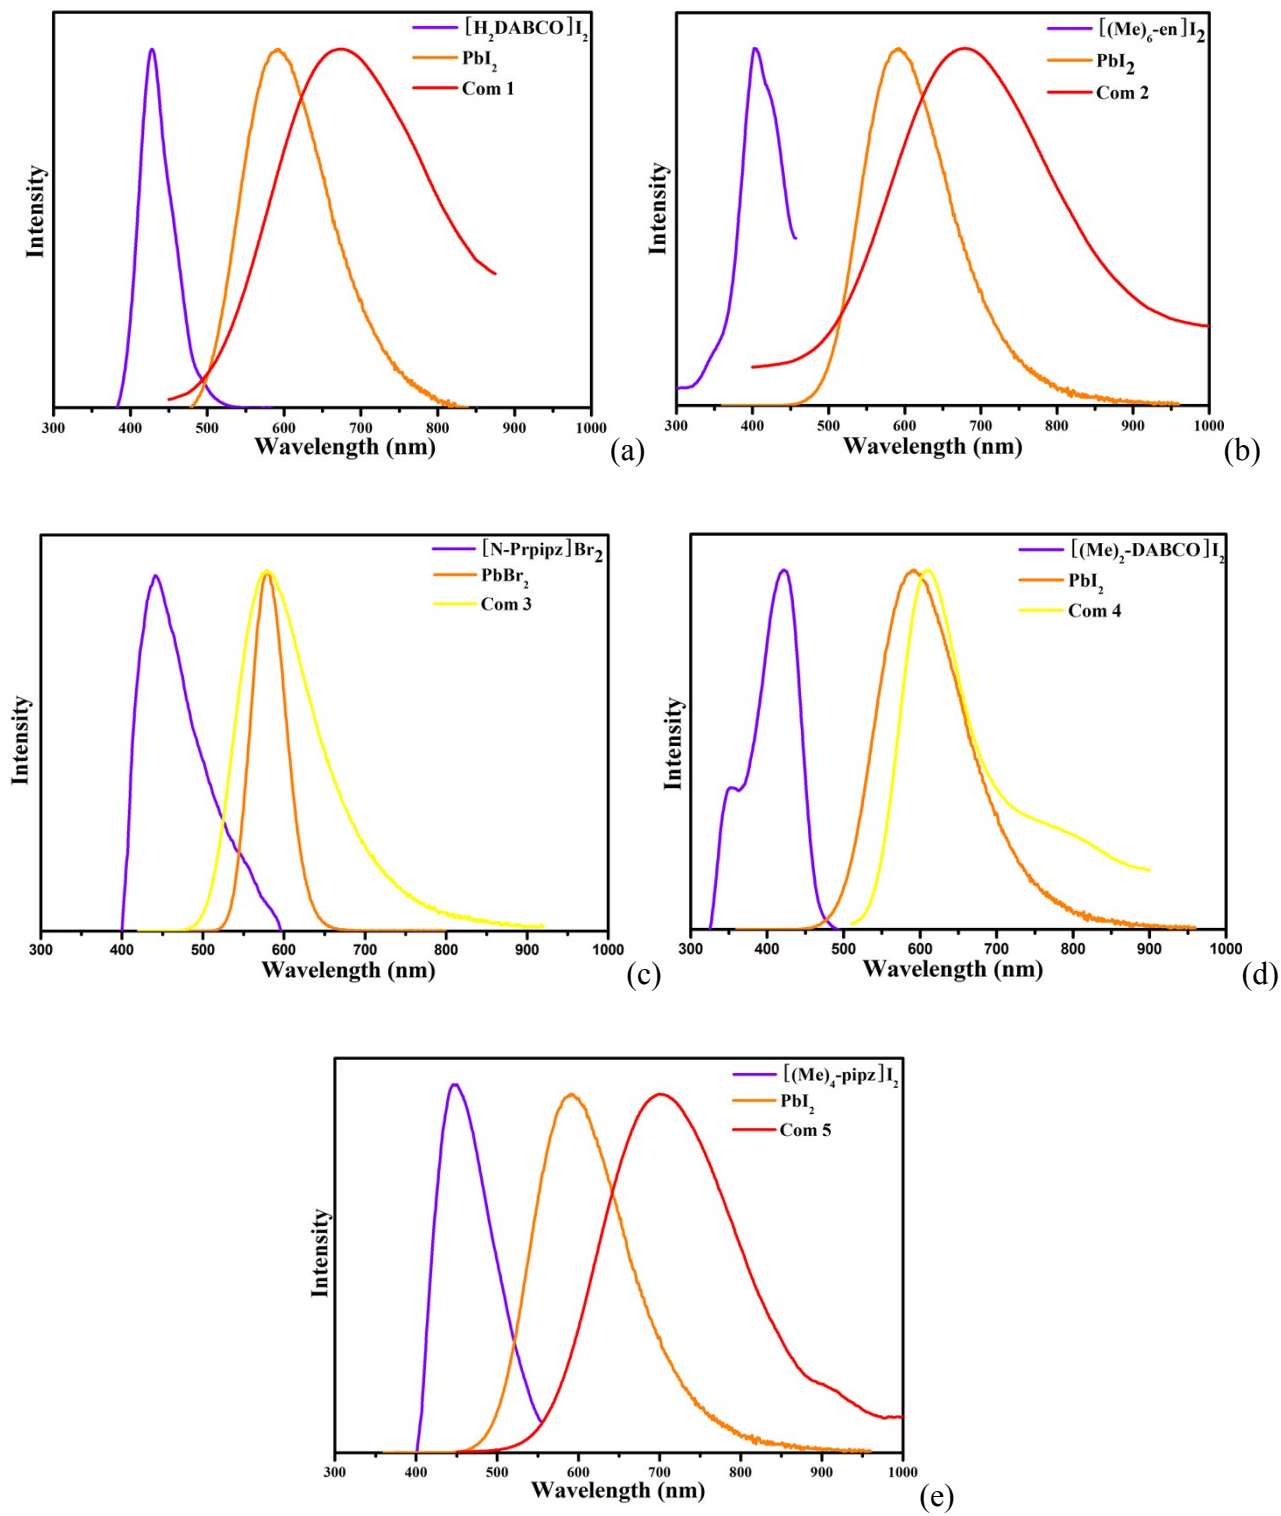 [H₂DABCO]I₂
PbI₂
Com 1
Intensity
300 400 500 600 700 800 900 1000
Wavelength (nm)
(a)
[(Me)₆-en]I₂
PbI₂
Com 2
Intensity
300 400 500 600 700 800 900 1000
Wavelength (nm)
(b)
[N-Prpipz]Br₂
PbBr₂
Com 3
Intensity
300 400 500 600 700 800 900 1000
Wavelength (nm)
(c)
[(Me)₂-DABCO]I₂
PbI₂
Com 4
Intensity
300 400 500 600 700 800 900 1000
Wavelength (nm)
(d)
[(Me)₄-pipz]I₂
PbI₂
Com 5
Intensity
300 400 500 600 700 800 900 1000
Wavelength (nm)
(e)